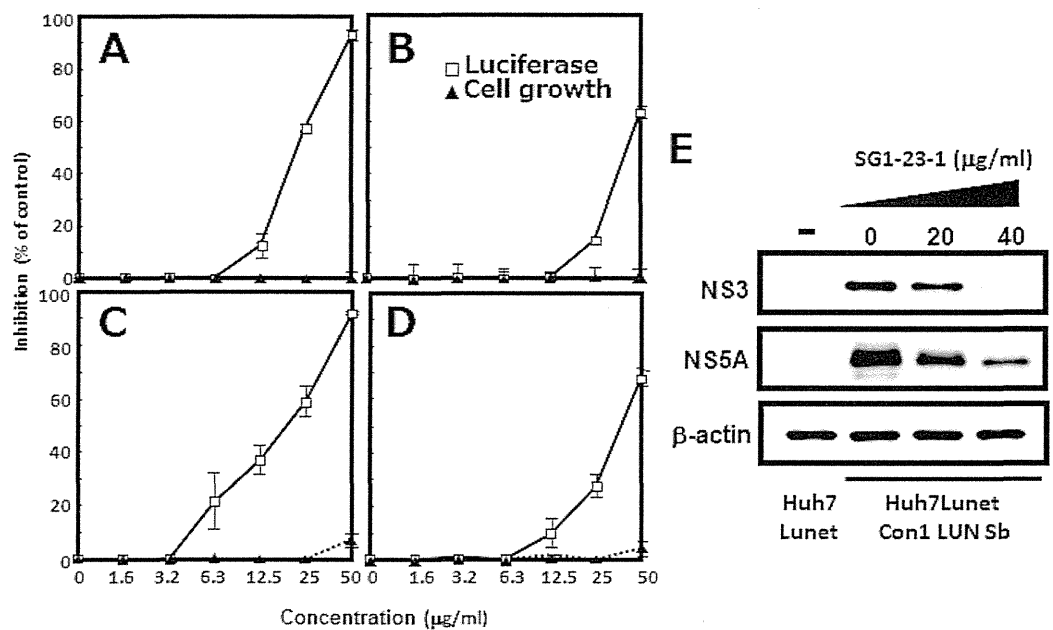 100
80
60
40
20
0
A
B
□ Luciferase
▲ Cell growth
100
80
60
40
20
0
C
D
0 1.6 3.2 6.3 12.5 25 50
0 1.6 3.2 6.3 12.5 25 50
Inhibition (% of control)
Concentration (μg/ml)
E
SG1-23-1 (μg/ml)
- 0 20 40
NS3
NS5A
β-actin
Huh7
Lunet
Huh7Lunet
Con1 LUN Sb